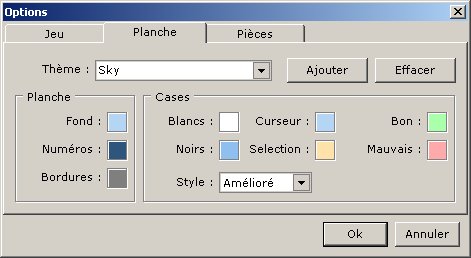 Options
Jeu Planche Pièces
Thème : Sky Ajouter Effacer
Planche Cases
Fond : Blancs : Curseur : Bon :
Numéros : Noirs : Selection : Mauvais :
Bordures : Style : Amélioré
Ok Annuler